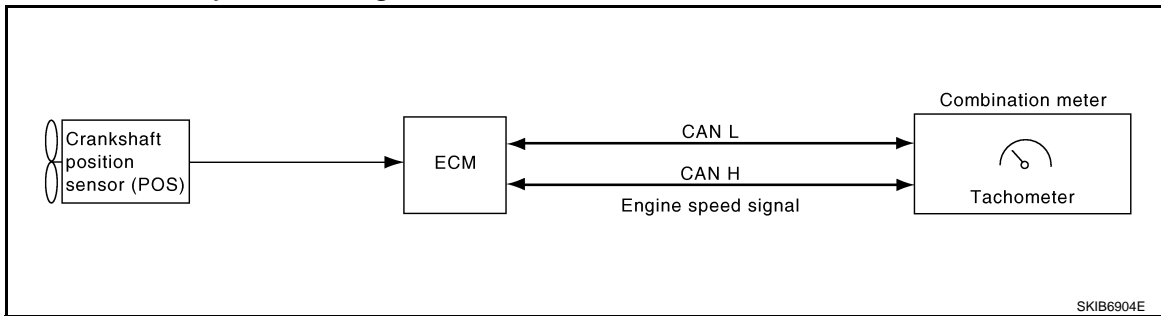 Crankshaft
position
sensor (POS)
ECM
CAN L
CAN H
Engine speed signal
Combination meter
Tachometer
SKIB6904E